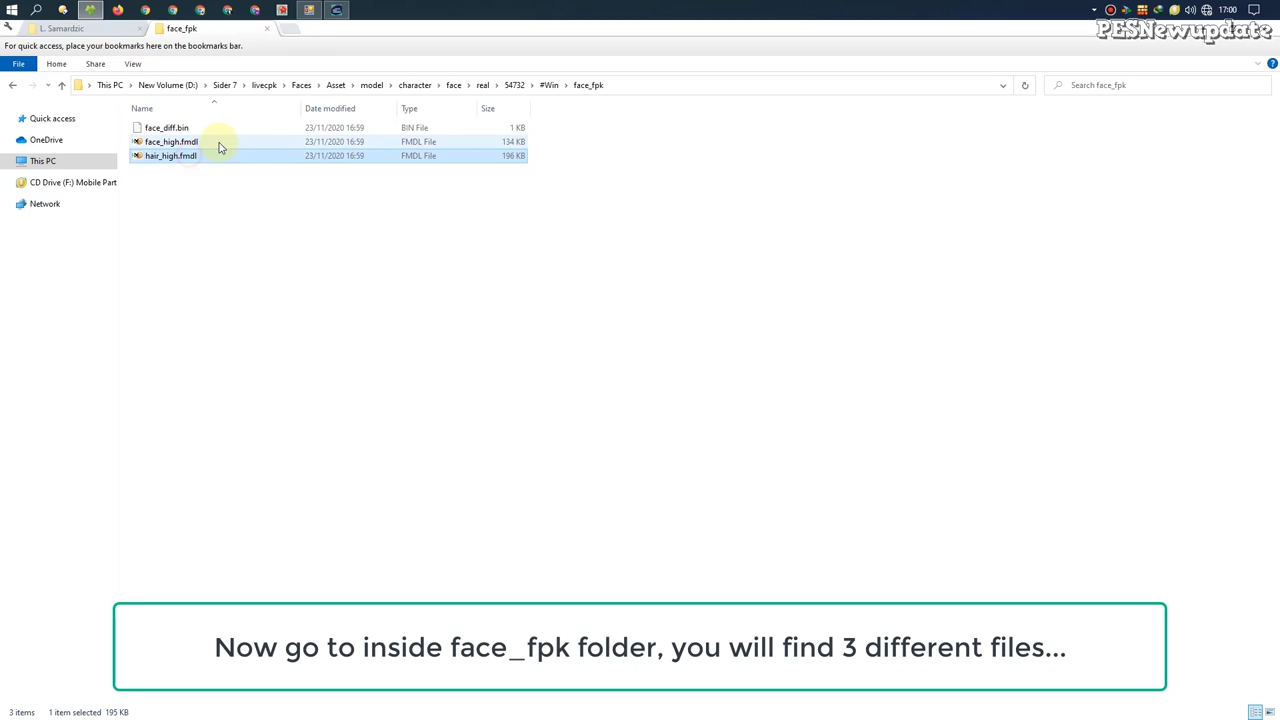 17:00
PESNewupdate
L. Samardzic
face_fpk
For quick access, place your bookmarks here on the bookmarks bar.
File Home Share View
This PC > New Volume (D:) > Sider 7 > livecpk > Faces > Asset > model > character > face > real > 54732 > #Win > face_fpk
Search face_fpk
Name Date modified Type Size
face_diff.bin 23/11/2020 16:59 BIN File 1 KB
face_high.fmdl 23/11/2020 16:59 FMDL File 134 KB
hair_high.fmdl 23/11/2020 16:59 FMDL File 196 KB
Quick access
OneDrive
This PC
CD Drive (F:) Mobile Part
Network
Now go to inside face_fpk folder, you will find 3 different files...
3 items 1 item selected 195 KB